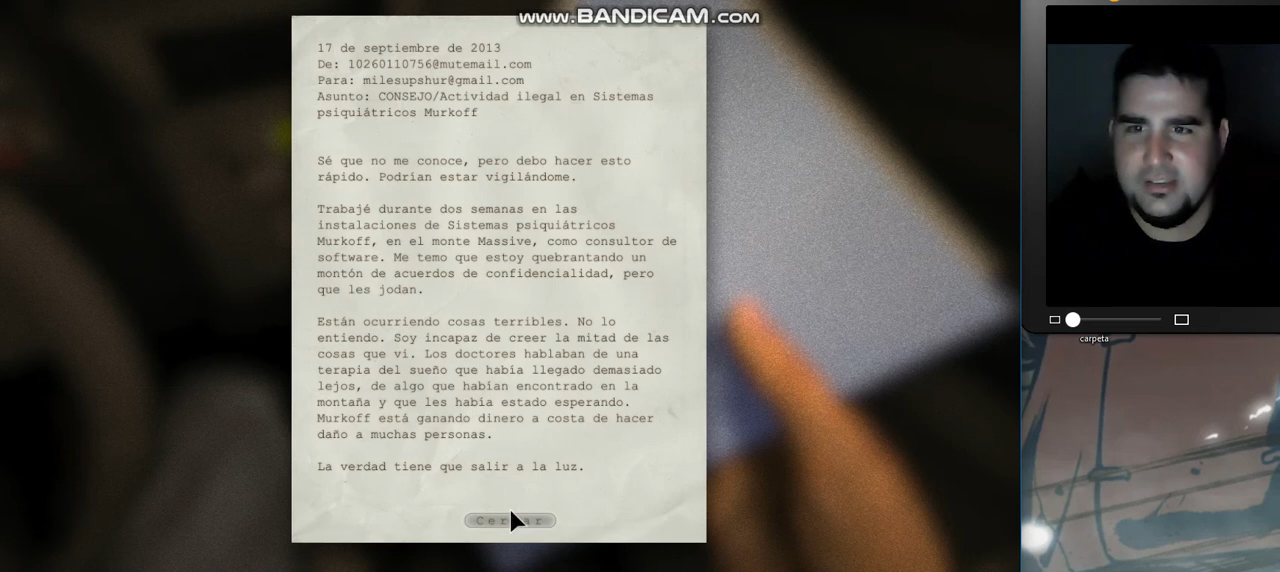 www.BANDICAM.com
17 de septiembre de 2013
De: 10260110756@mutemail.com
Para: milesupshur@gmail.com
Asunto: CONSEJO/Actividad ilegal en Sistemas
psiquiátricos Murkoff
Sé que no me conoce, pero debo hacer esto
rápido. Podrían estar vigilándome.
Trabajé durante dos semanas en las
instalaciones de Sistemas psiquiátricos
Murkoff, en el monte Massive, como consultor de
software. Me temo que estoy quebrantando un
montón de acuerdos de confidencialidad, pero
que les jodan.
Están ocurriendo cosas terribles. No lo
entiendo. Soy incapaz de creer la mitad de las
cosas que vi. Los doctores hablaban de una
terapia del sueño que había llegado demasiado
lejos, de algo que habían encontrado en la
montaña y que les había estado esperando.
Murkoff está ganando dinero a costa de hacer
daño a muchas personas.
La verdad tiene que salir a la luz.
carpeta